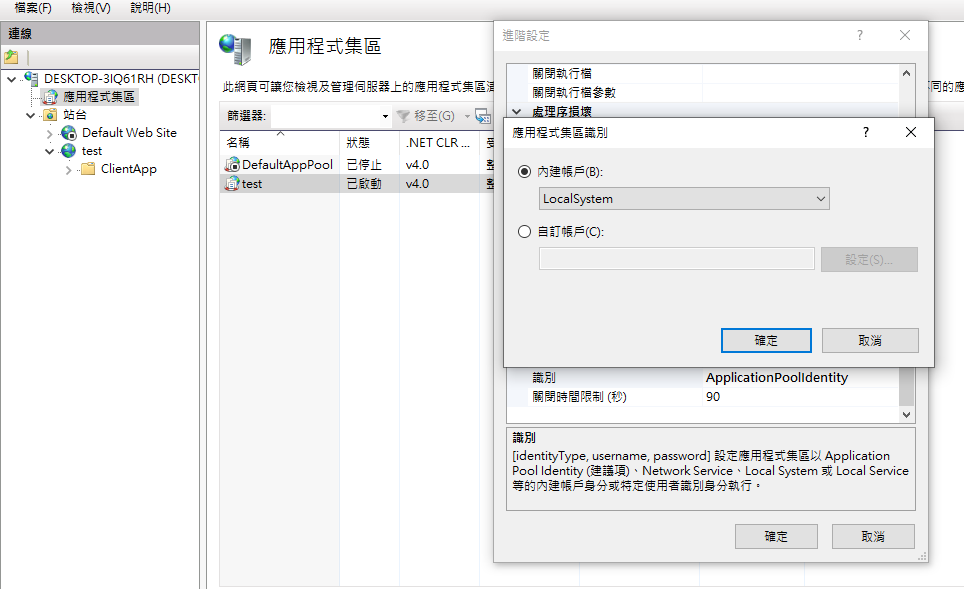 檔案(F) 檢視(V) 說明(H)
連線
DESKTOP-3IQ61RH (DESKT
應用程式集區
站台
Default Web Site
test
ClientApp
應用程式集區
此網頁可讓您檢視及管理伺服器上的應用程式集區清
不同的應
篩選器:
移至(G)
名稱 狀態 .NET CLR ... 受
DefaultAppPool 已停止 v4.0 整
test 已啟動 v4.0 整
進階設定
關閉執行檔
關閉執行檔參數
處理序損壞
應用程式集區識別
內建帳戶(B):
LocalSystem
自訂帳戶(C):
設定(S)...
確定 取消
識別 ApplicationPoolIdentity
關閉時間限制 (秒) 90
識別
[identityType, username, password] 設定應用程式集區以 Application
Pool Identity (建議項)、Network Service、Local System 或 Local Service
等的內建帳戶身分或特定使用者識別身分執行。
確定 取消